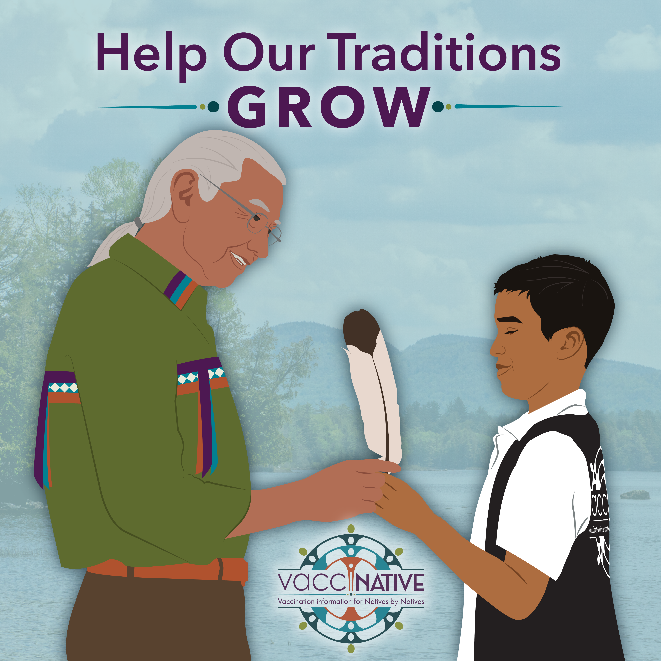 Help Our Traditions
GROW
VACCINATIVE
Vaccination information for Natives by Natives